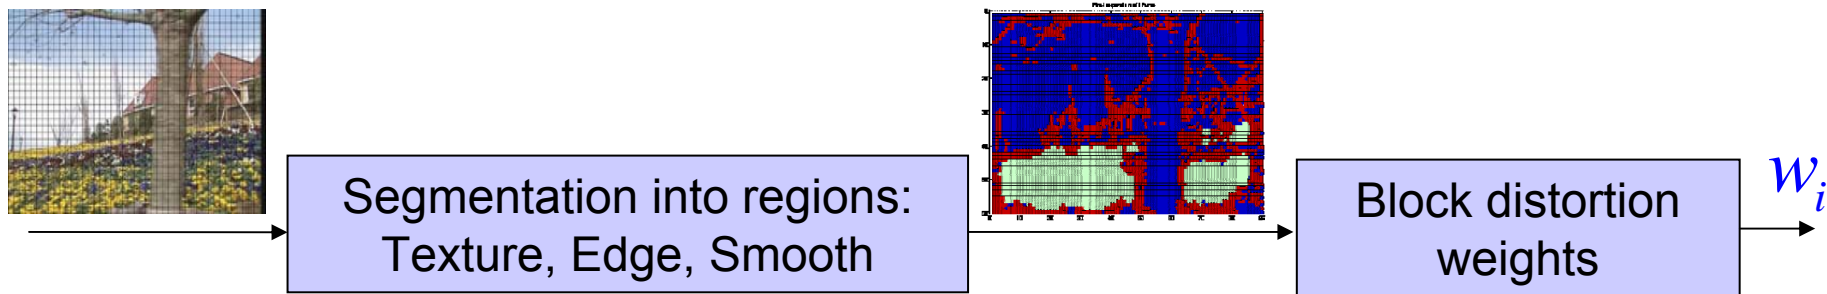 Segmentation into regions:
Texture, Edge, Smooth
Block distortion
weights
w_i